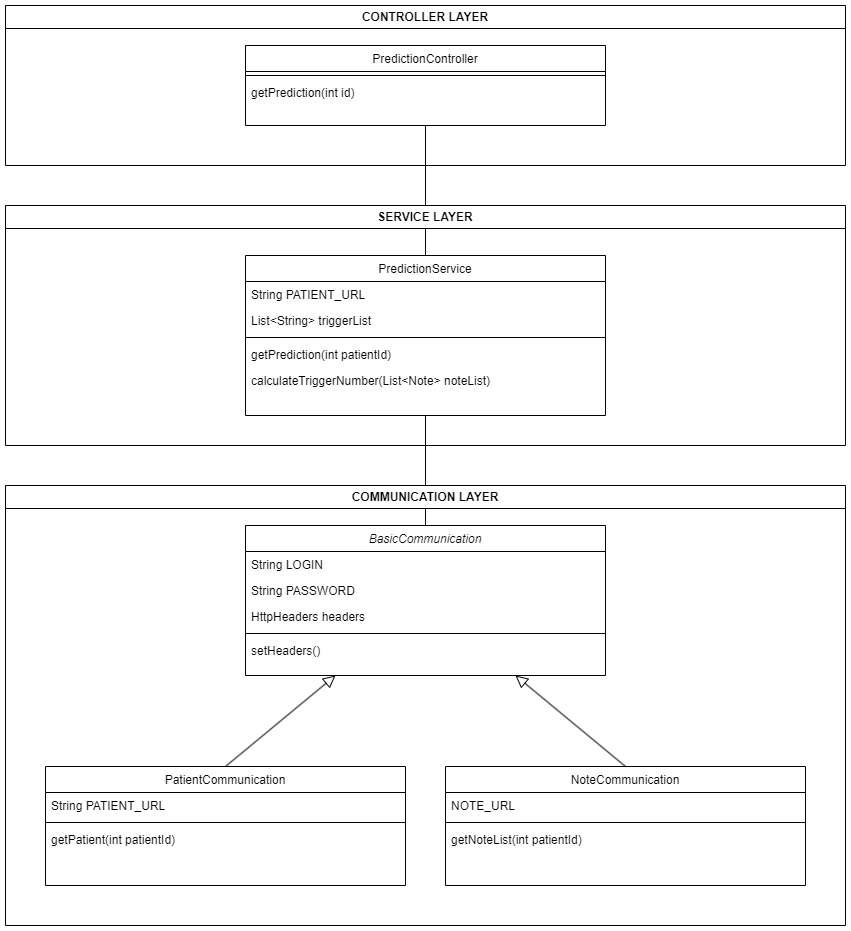 CONTROLLER LAYER
PredictionController
getPrediction(int id)
SERVICE LAYER
PredictionService
String PATIENT_URL
List<String> triggerList
getPrediction(int patientId)
calculateTriggerNumber(List<Note> noteList)
COMMUNICATION LAYER
BasicCommunication
String LOGIN
String PASSWORD
HttpHeaders headers
setHeaders()
PatientCommunication
String PATIENT_URL
getPatient(int patientId)
NoteCommunication
NOTE_URL
getNoteList(int patientId)